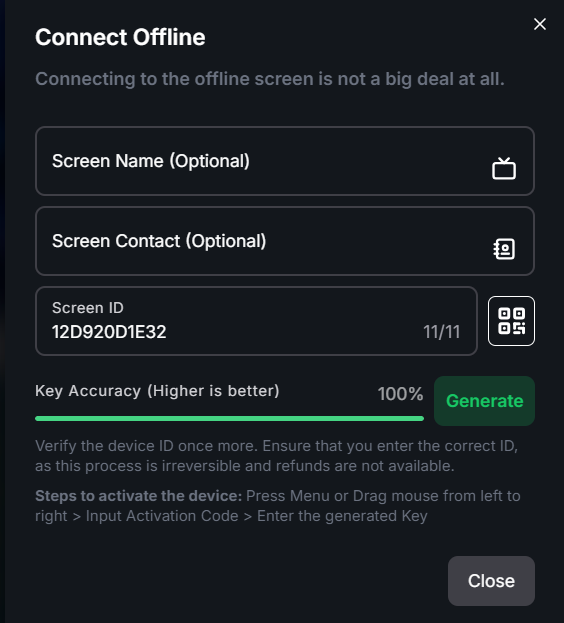 Connect Offline
Connecting to the offline screen is not a big deal at all.
Screen Name (Optional)
Screen Contact (Optional)
Screen ID
12D920D1E32
11/11
Key Accuracy (Higher is better)
100%
Generate
Verify the device ID once more. Ensure that you enter the correct ID,
as this process is irreversible and refunds are not available.
Steps to activate the device: Press Menu or Drag mouse from left to
right > Input Activation Code > Enter the generated Key
Close